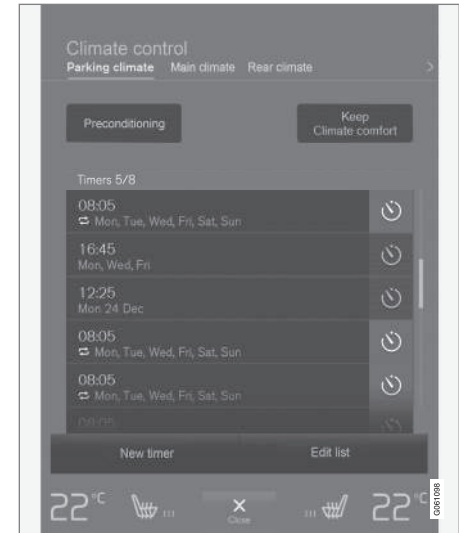 Climate control
Parking climate Main climate Rear climate
Preconditioning
Keep
Climate comfort
Timers 5/8
08:05
Mon, Tue, Wed, Fri, Sat, Sun
16:45
Mon, Wed, Fri
12:25
Mon 24 Dec
08:05
Mon, Tue, Wed, Fri, Sat, Sun
08:05
Mon, Tue, Wed, Fri, Sat, Sun
08:05
New timer Edit list
22°C 22°C
Close
G061098